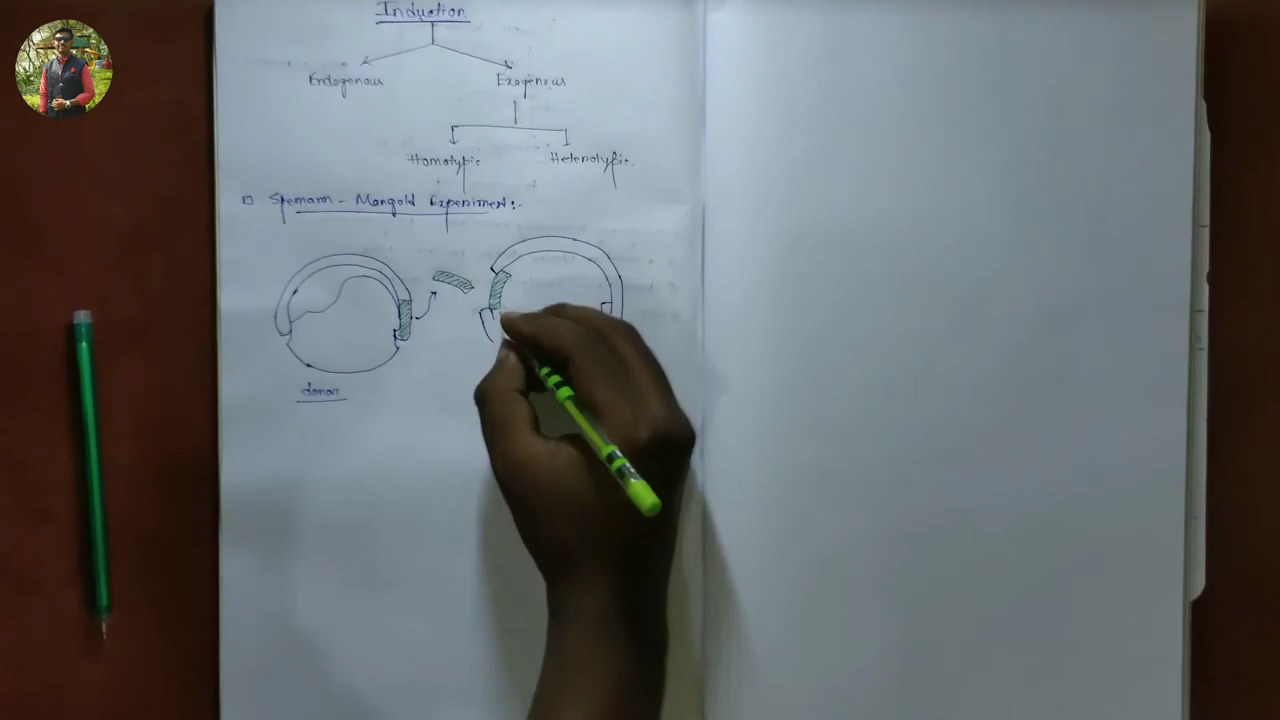 Induction
Endogenous Exogenous
Homotypic Heterotypic.
Spemann - Mangold Experiment:-
donor